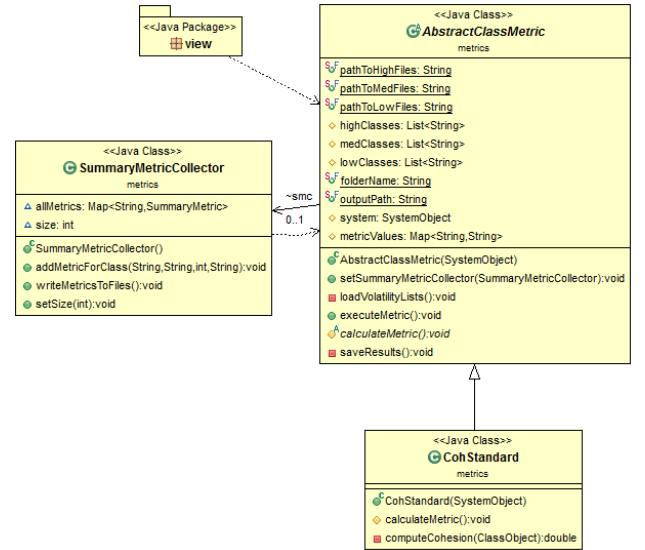 <<Java Package>>
view
<<Java Class>>
AbstractClassMetric
metrics
pathToHighFiles: String
pathToMedFiles: String
pathToLowFiles: String
highClasses: List<String>
medClasses: List<String>
lowClasses: List<String>
folderName: String
outputPath: String
system: SystemObject
metricValues: Map<String,String>
AbstractClassMetric(SystemObject)
setSummaryMetricCollector(SummaryMetricCollector):void
loadVolatilityLists():void
executeMetric():void
calculateMetric():void
saveResults():void
<<Java Class>>
SummaryMetricCollector
metrics
allMetrics: Map<String,SummaryMetric>
size: int
SummaryMetricCollector()
addMetricForClass(String,String,int,String):void
writeMetricsToFiles():void
setSize(int):void
~smc
0..1
<<Java Class>>
CohStandard
metrics
CohStandard(SystemObject)
calculateMetric():void
computeCohesion(ClassObject):double